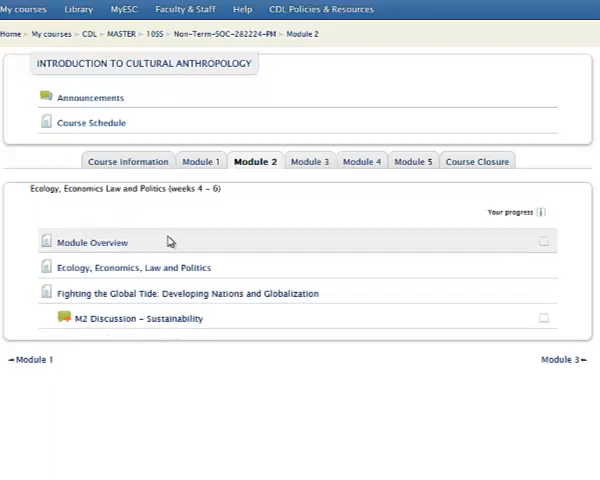 My courses Library MyESC Faculty & Staff Help CDL Policies & Resources
Home My courses CDL MASTER 10SS Non-Term-SOC-282224-PM Module 2
INTRODUCTION TO CULTURAL ANTHROPOLOGY
Announcements
Course Schedule
Course Information Module 1 Module 2 Module 3 Module 4 Module 5 Course Closure
Ecology, Economics Law and Politics (weeks 4 - 6)
Your progress
Module Overview
Ecology, Economics, Law and Politics
Fighting the Global Tide: Developing Nations and Globalization
M2 Discussion - Sustainability
Module 1 Module 3